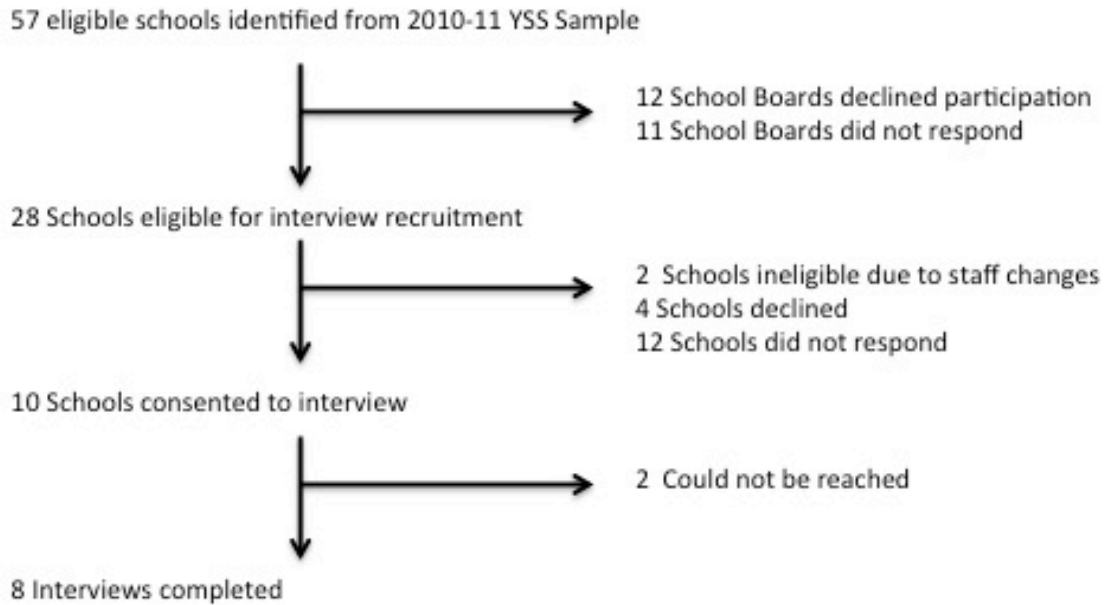 57 eligible schools identified from 2010-11 YSS Sample
12 School Boards declined participation
11 School Boards did not respond
28 Schools eligible for interview recruitment
2 Schools ineligible due to staff changes
4 Schools declined
12 Schools did not respond
10 Schools consented to interview
2 Could not be reached
8 Interviews completed